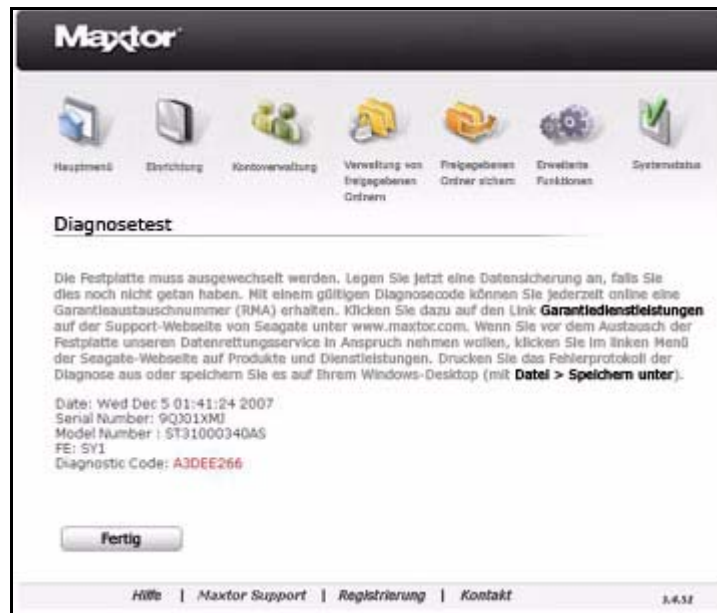 Maxtor
Hauptmenü
Einrichtung
Kontoverwaltung
Verwaltung von
freigegebenen
Ordnern
Freigegebenen
Ordner sichern
Erweiterte
Funktionen
Systemstatus
Diagnosetest
Die Festplatte muss ausgewechselt werden. Legen Sie jetzt eine Datensicherung an, falls Sie
dies noch nicht getan haben. Mit einem gültigen Diagnosecode können Sie jederzeit online eine
Garantieaustauschnummer (RMA) erhalten. Klicken Sie dazu auf den Link Garantiedienstleistungen
auf der Support-Webseite von Seagate unter www.maxtor.com. Wenn Sie vor dem Austausch der
Festplatte unseren Datenrettungsservice in Anspruch nehmen wollen, klicken Sie im linken Menü
der Seagate-Webseite auf Produkte und Dienstleistungen. Drucken Sie das Fehlerprotokoll der
Diagnose aus oder speichern Sie es auf Ihrem Windows-Desktop (mit Datei > Speichern unter).
Date: Wed Dec 5 01:41:24 2007
Serial Number: 9QJ01XMJ
Model Number : ST31000340AS
FE: SY1
Diagnostic Code: A3DEE266
Fertig
Hilfe | Maxtor Support | Registrierung | Kontakt